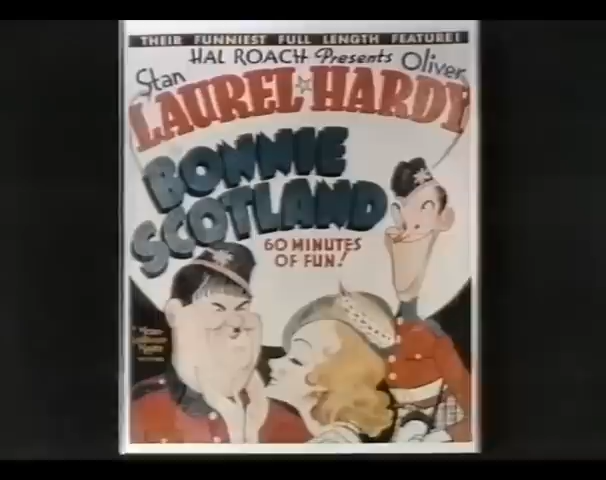 THEIR FUNNIEST FULL LENGTH FEATURE!
HAL ROACH Presents
Stan Oliver
LAUREL HARDY
BONNIE
SCOTLAND
60 MINUTES
OF FUN!